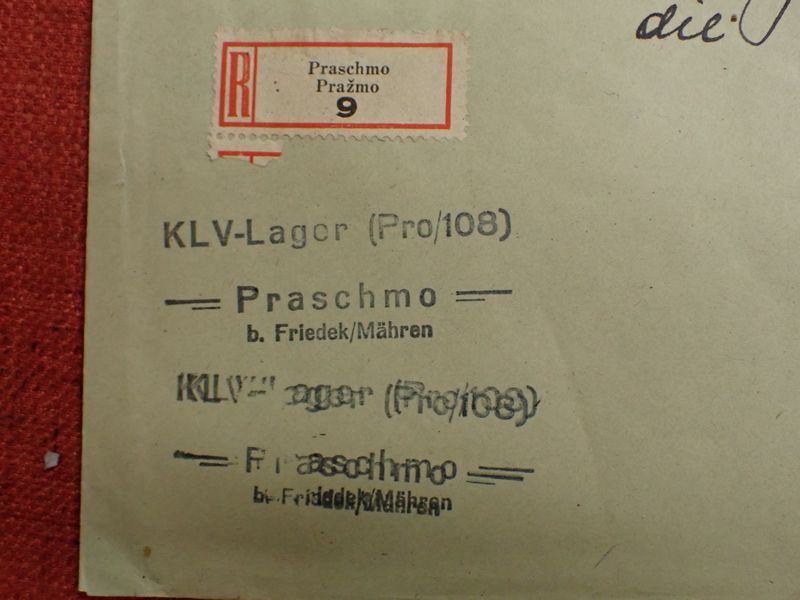 die
R
Praschmo
Pražmo
9
KLV-Lager (Pro/108)
Praschmo
b. Friedek/Mähren
KLV-Lager (Pro/108)
Praschmo
b. Friedek/Mähren